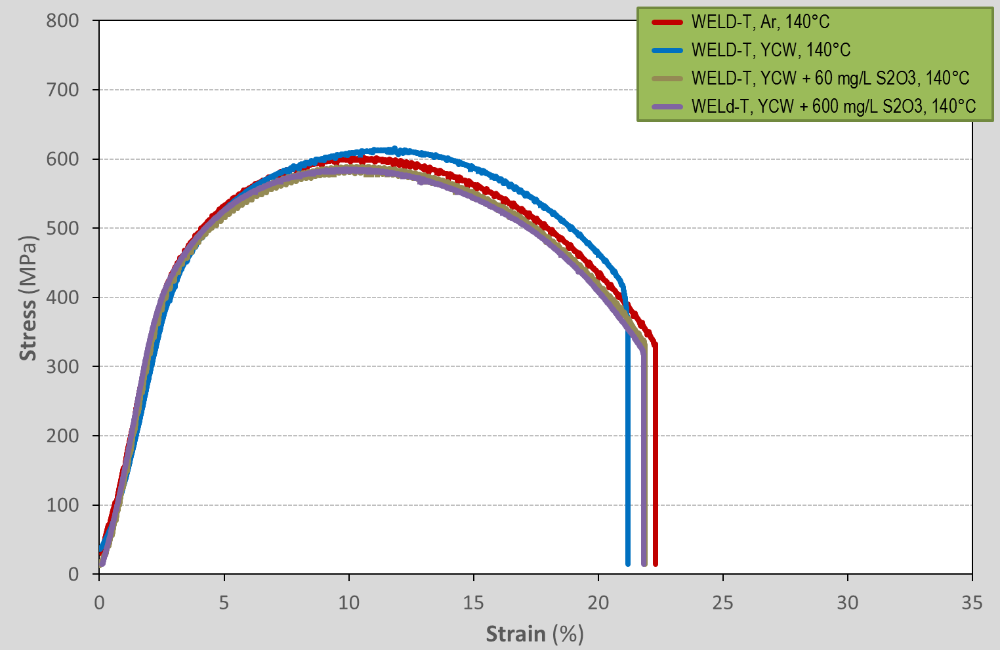 WELD-T, Ar, 140°C
WELD-T, YCW, 140°C
WELD-T, YCW + 60 mg/L S2O3, 140°C
WELd-T, YCW + 600 mg/L S2O3, 140°C
800
700
600
500
400
300
200
100
0
Stress (MPa)
0 5 10 15 20 25 30 35
Strain (%)